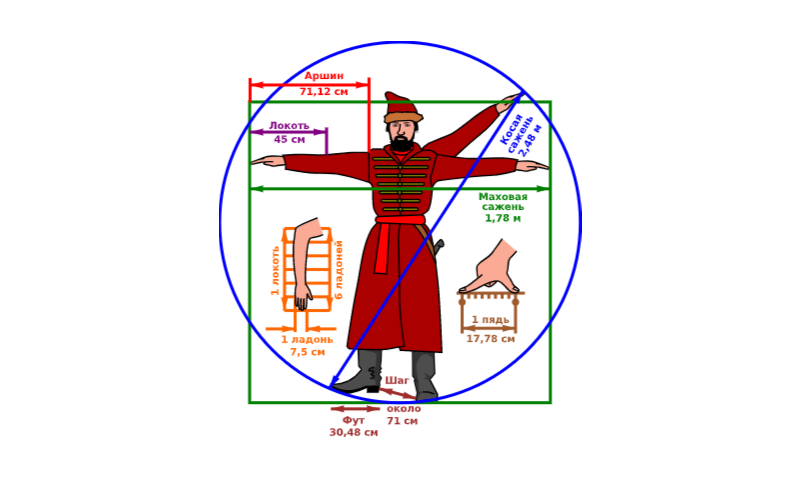 Аршин
71,12 см
Локоть
45 см
Косая
сажень
2,48 м
Маховая
сажень
1,78 м
1 локоть
6 ладоней
1 ладонь
7,5 см
1 пядь
17,78 см
Шаг
около
71 см
Фут
30,48 см